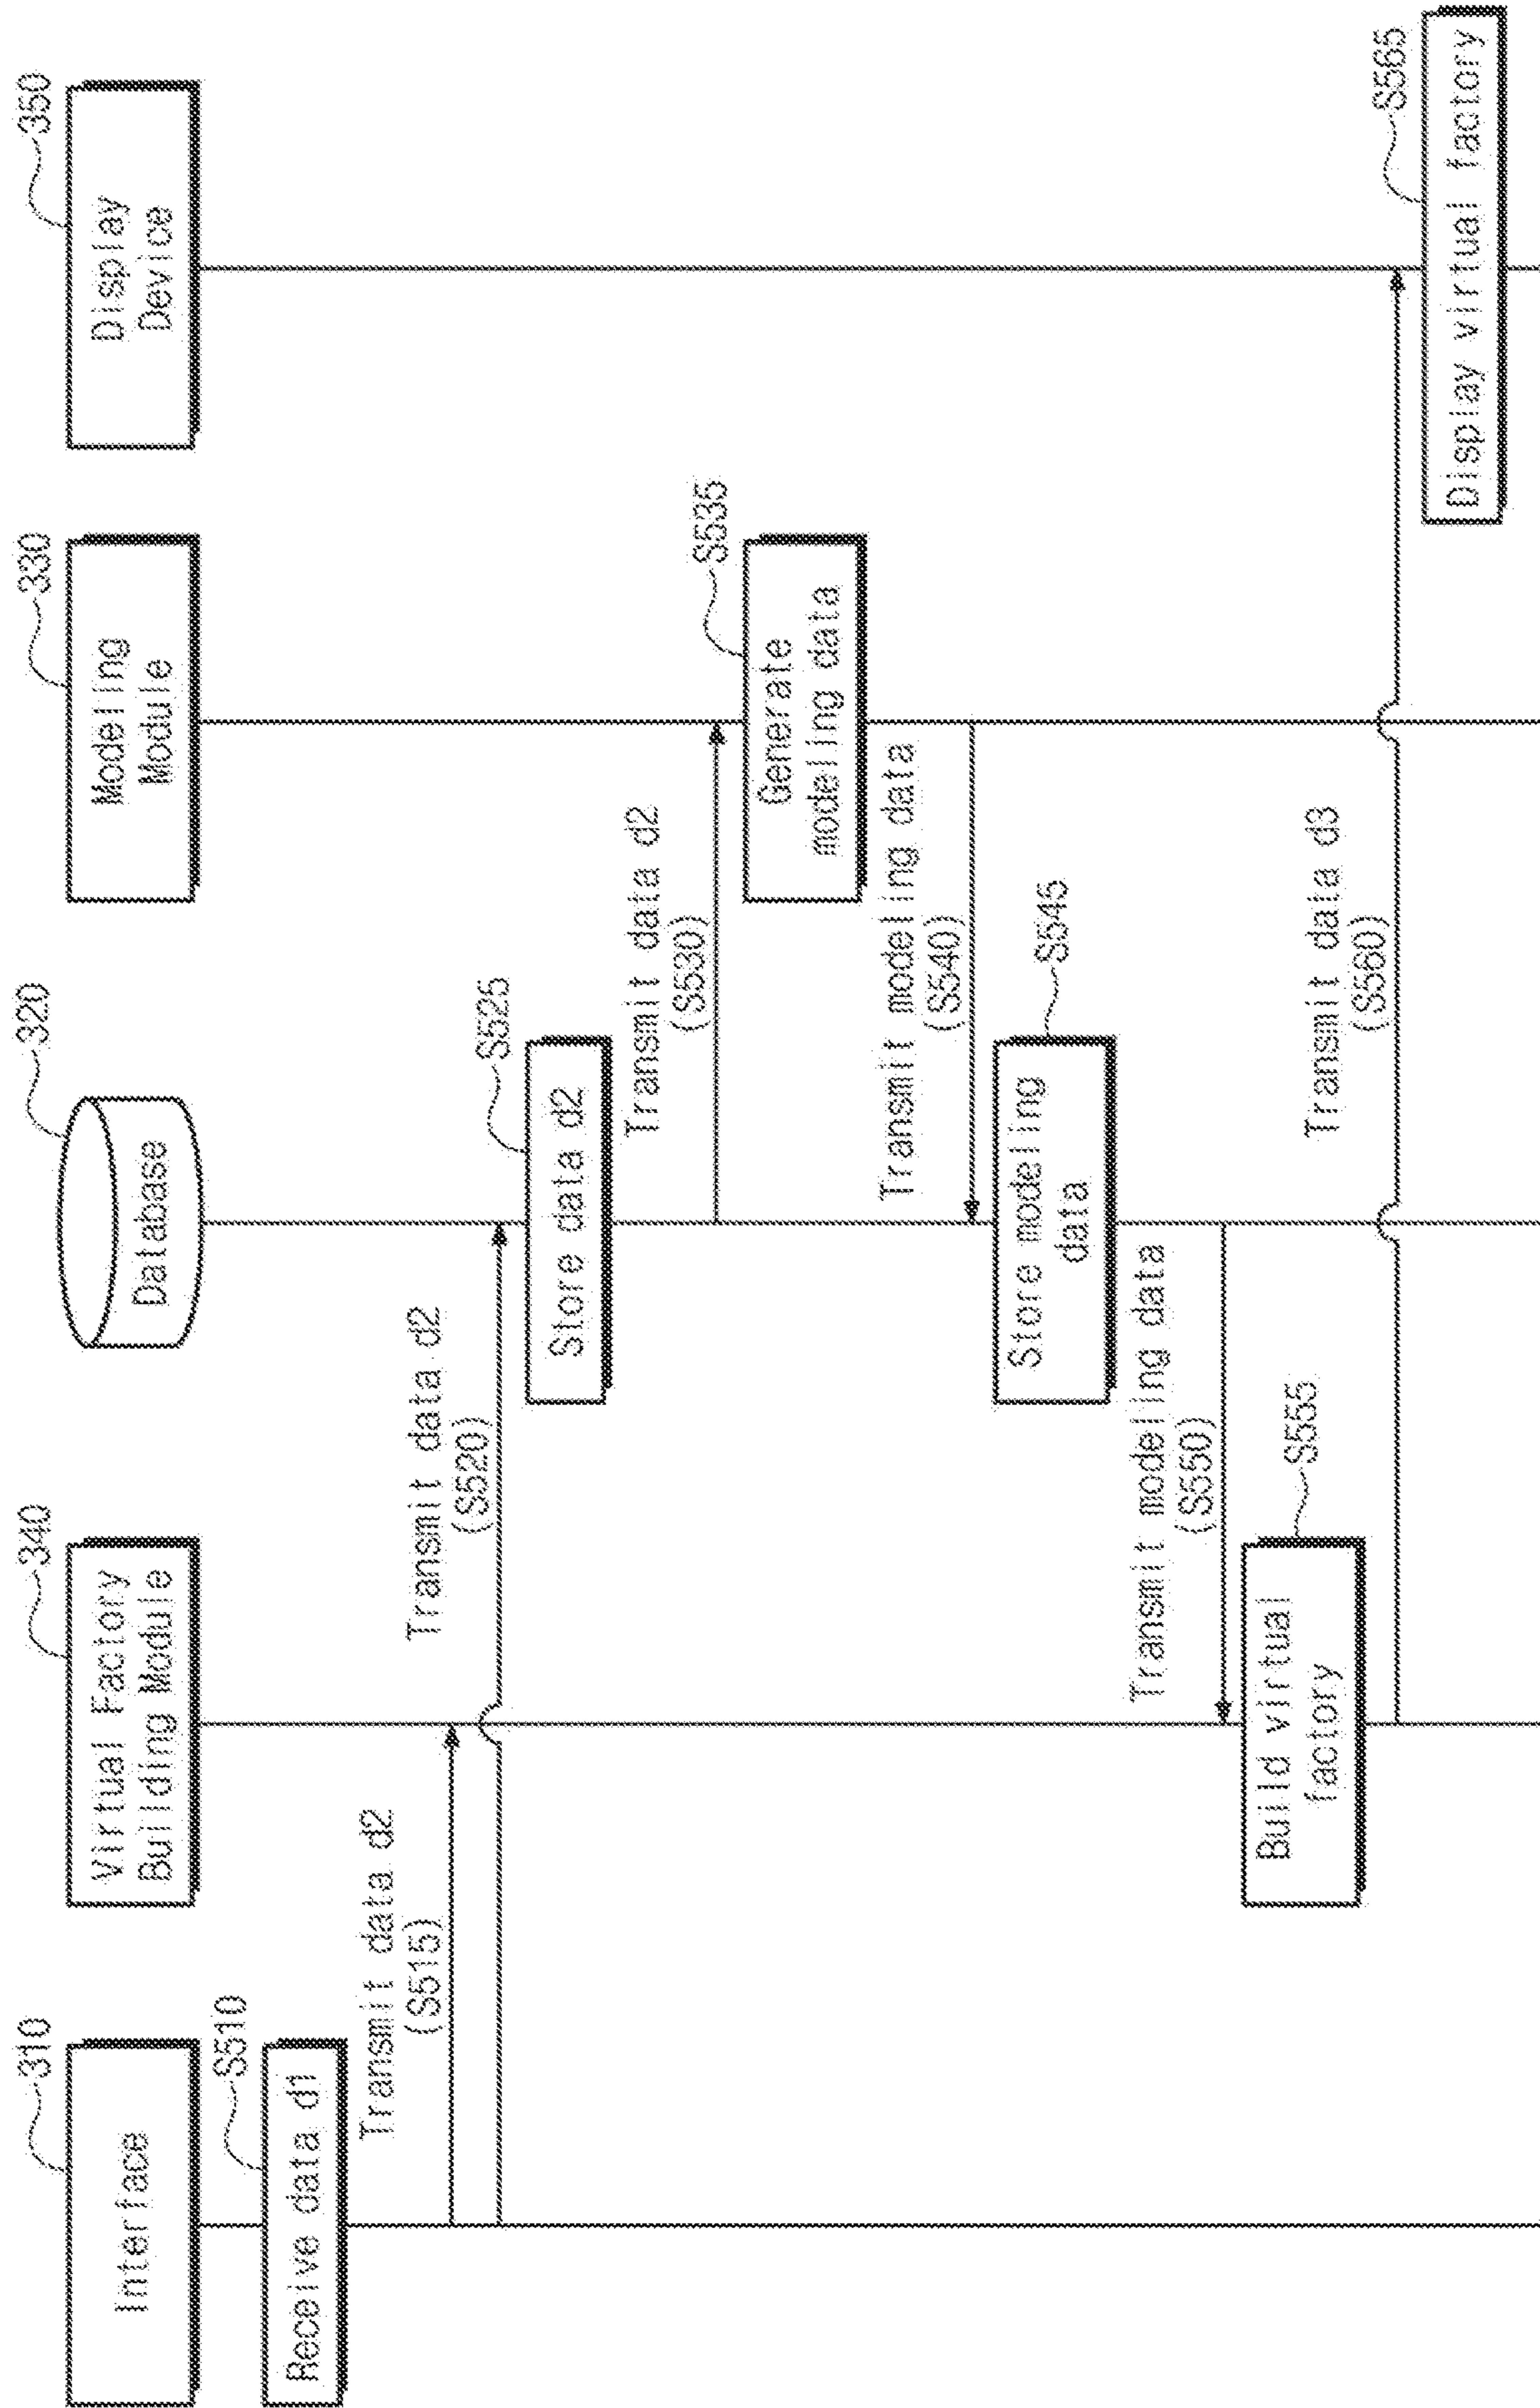 310
Interface
340
Virtual Factory
Building Module
320
Database
330
Modeling
Module
350
Display
Device
S510
Receive data d1
Transmit data d2
(S515)
Transmit data d2
(S520)
S525
Store data d2
Transmit data d2
(S530)
S535
Generate
modeling data
Transmit modeling data
(S540)
S545
Store modeling
data
Transmit modeling data
(S550)
S555
Build virtual
factory
Transmit data d3
(S560)
S565
Display virtual factory